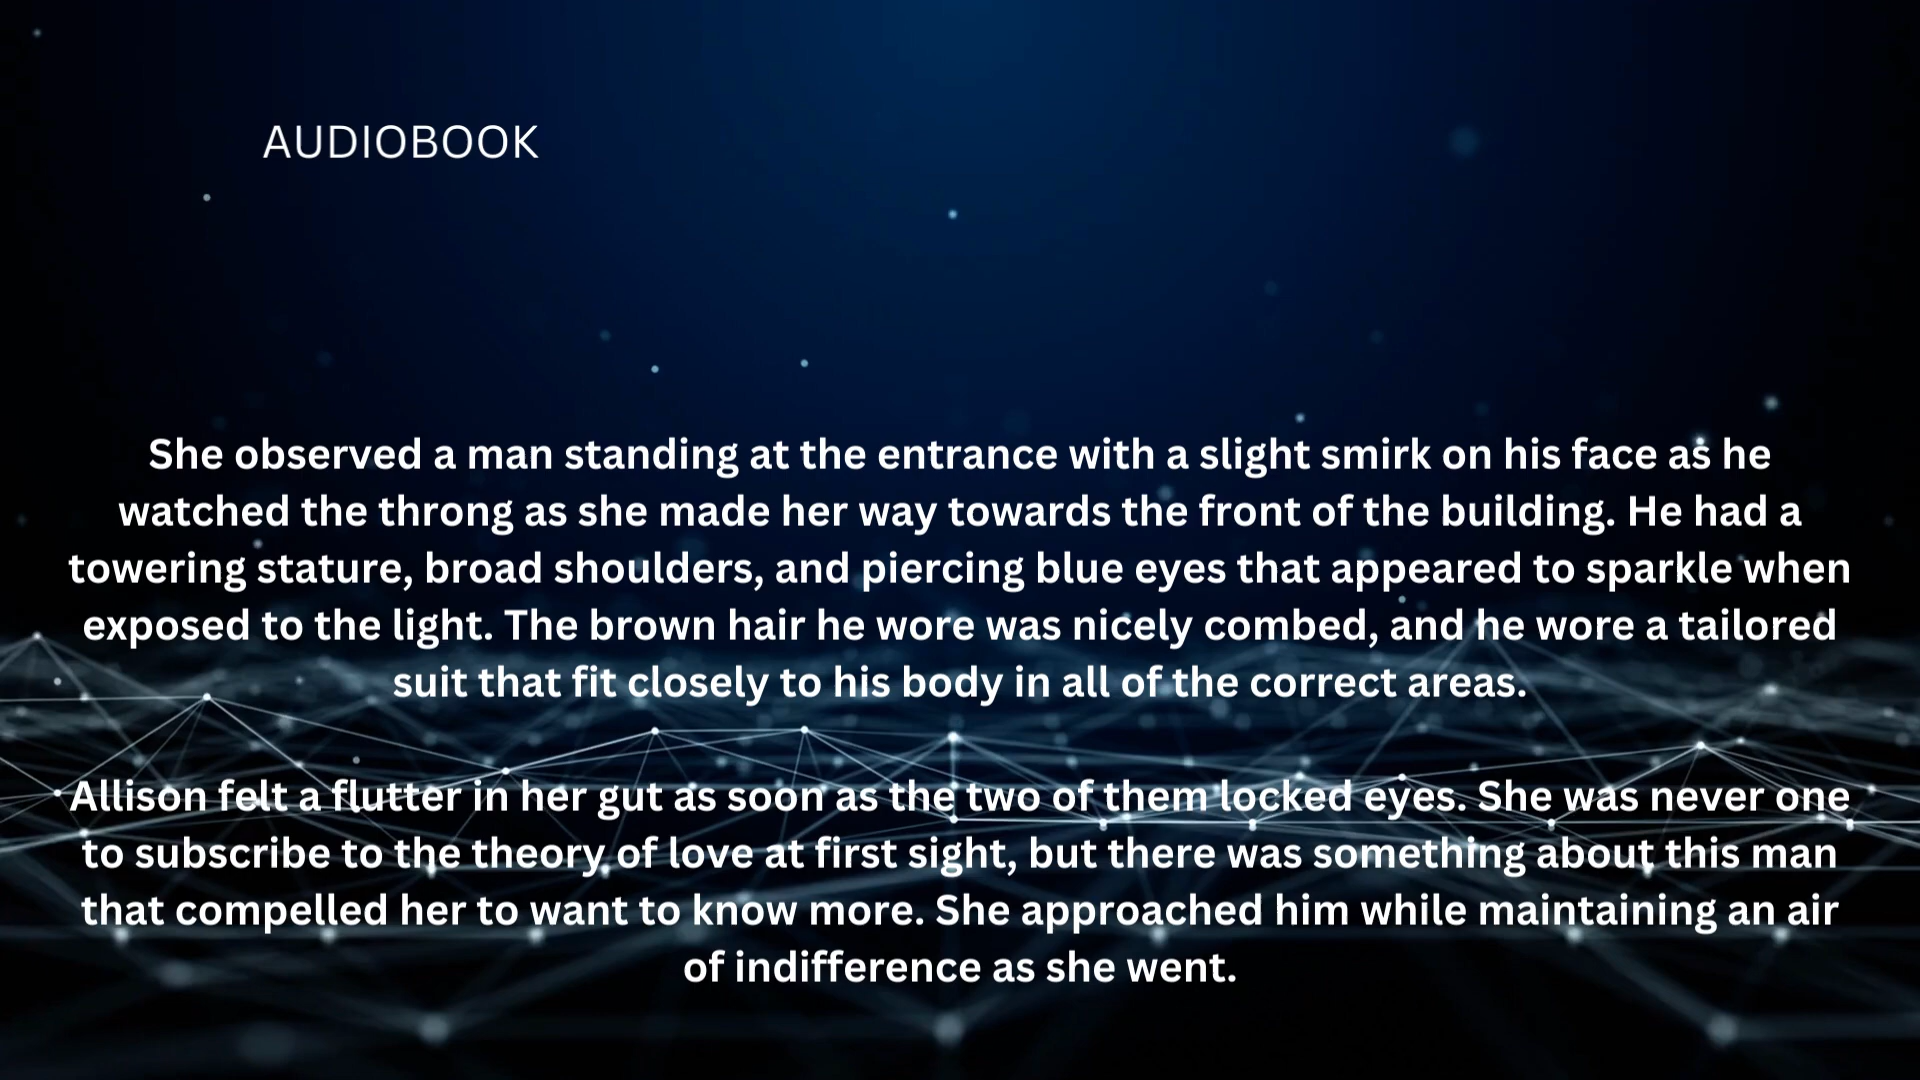 AUDIOBOOK
She observed a man standing at the entrance with a slight smirk on his face as he
watched the throng as she made her way towards the front of the building. He had a
towering stature, broad shoulders, and piercing blue eyes that appeared to sparkle when
exposed to the light. The brown hair he wore was nicely combed, and he wore a tailored
suit that fit closely to his body in all of the correct areas.
Allison felt a flutter in her gut as soon as the two of them locked eyes. She was never one
to subscribe to the theory of love at first sight, but there was something about this man
that compelled her to want to know more. She approached him while maintaining an air
of indifference as she went.